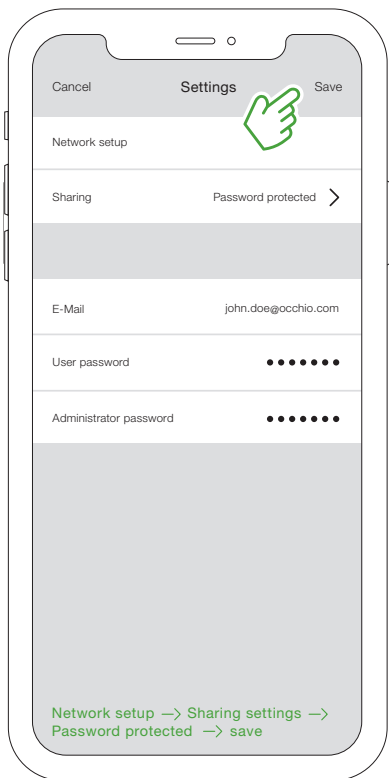 Cancel Settings Save
Network setup
Sharing Password protected
E-Mail john.doe@occhio.com
User password •••••••
Administrator password •••••••
Network setup —> Sharing settings —>
Password protected —> save